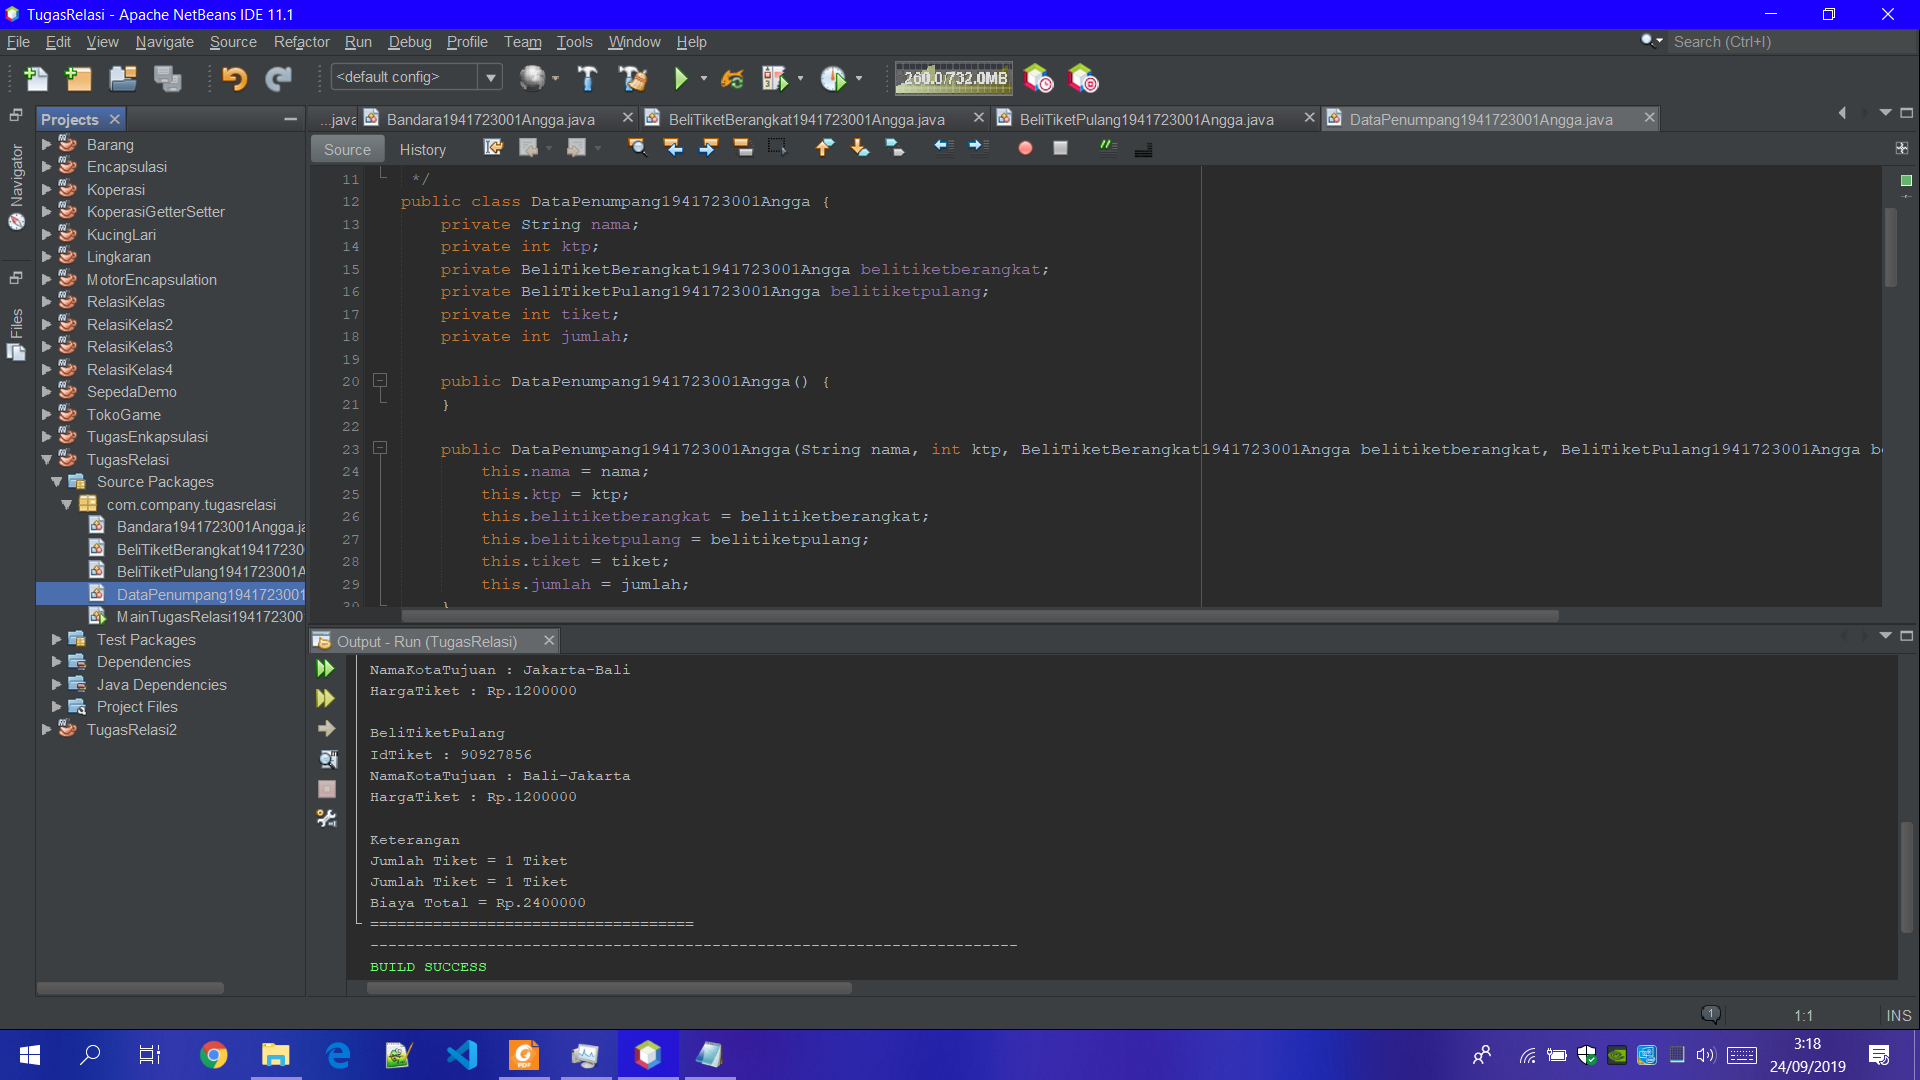 TugasRelasi - Apache NetBeans IDE 11.1
File Edit View Navigate Source Refactor Run Debug Profile Team Tools Window Help
Search (Ctrl+I)
<default config>
260.0/732.0MB
Projects
...java
Bandara1941723001Angga.java
BeliTiketBerangkat1941723001Angga.java
BeliTiketPulang1941723001Angga.java
DataPenumpang1941723001Angga.java
Navigator
Files
Barang
Encapsulasi
Koperasi
KoperasiGetterSetter
KucingLari
Lingkaran
MotorEncapsulation
RelasiKelas
RelasiKelas2
RelasiKelas3
RelasiKelas4
SepedaDemo
TokoGame
TugasEnkapsulasi
TugasRelasi
Source Packages
com.company.tugasrelasi
Bandara1941723001Angga.ja
BeliTiketBerangkat19417230
BeliTiketPulang1941723001A
DataPenumpang1941723001
MainTugasRelasi194172300
Test Packages
Dependencies
Java Dependencies
Project Files
TugasRelasi2
Source History
11 */
12 public class DataPenumpang1941723001Angga {
13 private String nama;
14 private int ktp;
15 private BeliTiketBerangkat1941723001Angga belitiketberangkat;
16 private BeliTiketPulang1941723001Angga belitiketpulang;
17 private int tiket;
18 private int jumlah;
19
20 public DataPenumpang1941723001Angga() {
21 }
22
23 public DataPenumpang1941723001Angga(String nama, int ktp, BeliTiketBerangkat1941723001Angga belitiketberangkat, BeliTiketPulang1941723001Angga be
24 this.nama = nama;
25 this.ktp = ktp;
26 this.belitiketberangkat = belitiketberangkat;
27 this.belitiketpulang = belitiketpulang;
28 this.tiket = tiket;
29 this.jumlah = jumlah;
30 }
Output - Run (TugasRelasi)
NamaKotaTujuan : Jakarta-Bali
HargaTiket : Rp.1200000
BeliTiketPulang
IdTiket : 90927856
NamaKotaTujuan : Bali-Jakarta
HargaTiket : Rp.1200000
Keterangan
Jumlah Tiket = 1 Tiket
Jumlah Tiket = 1 Tiket
Biaya Total = Rp.2400000
====================================
------------------------------------------------------------------------
BUILD SUCCESS
1
1:1
INS
3:18
24/09/2019